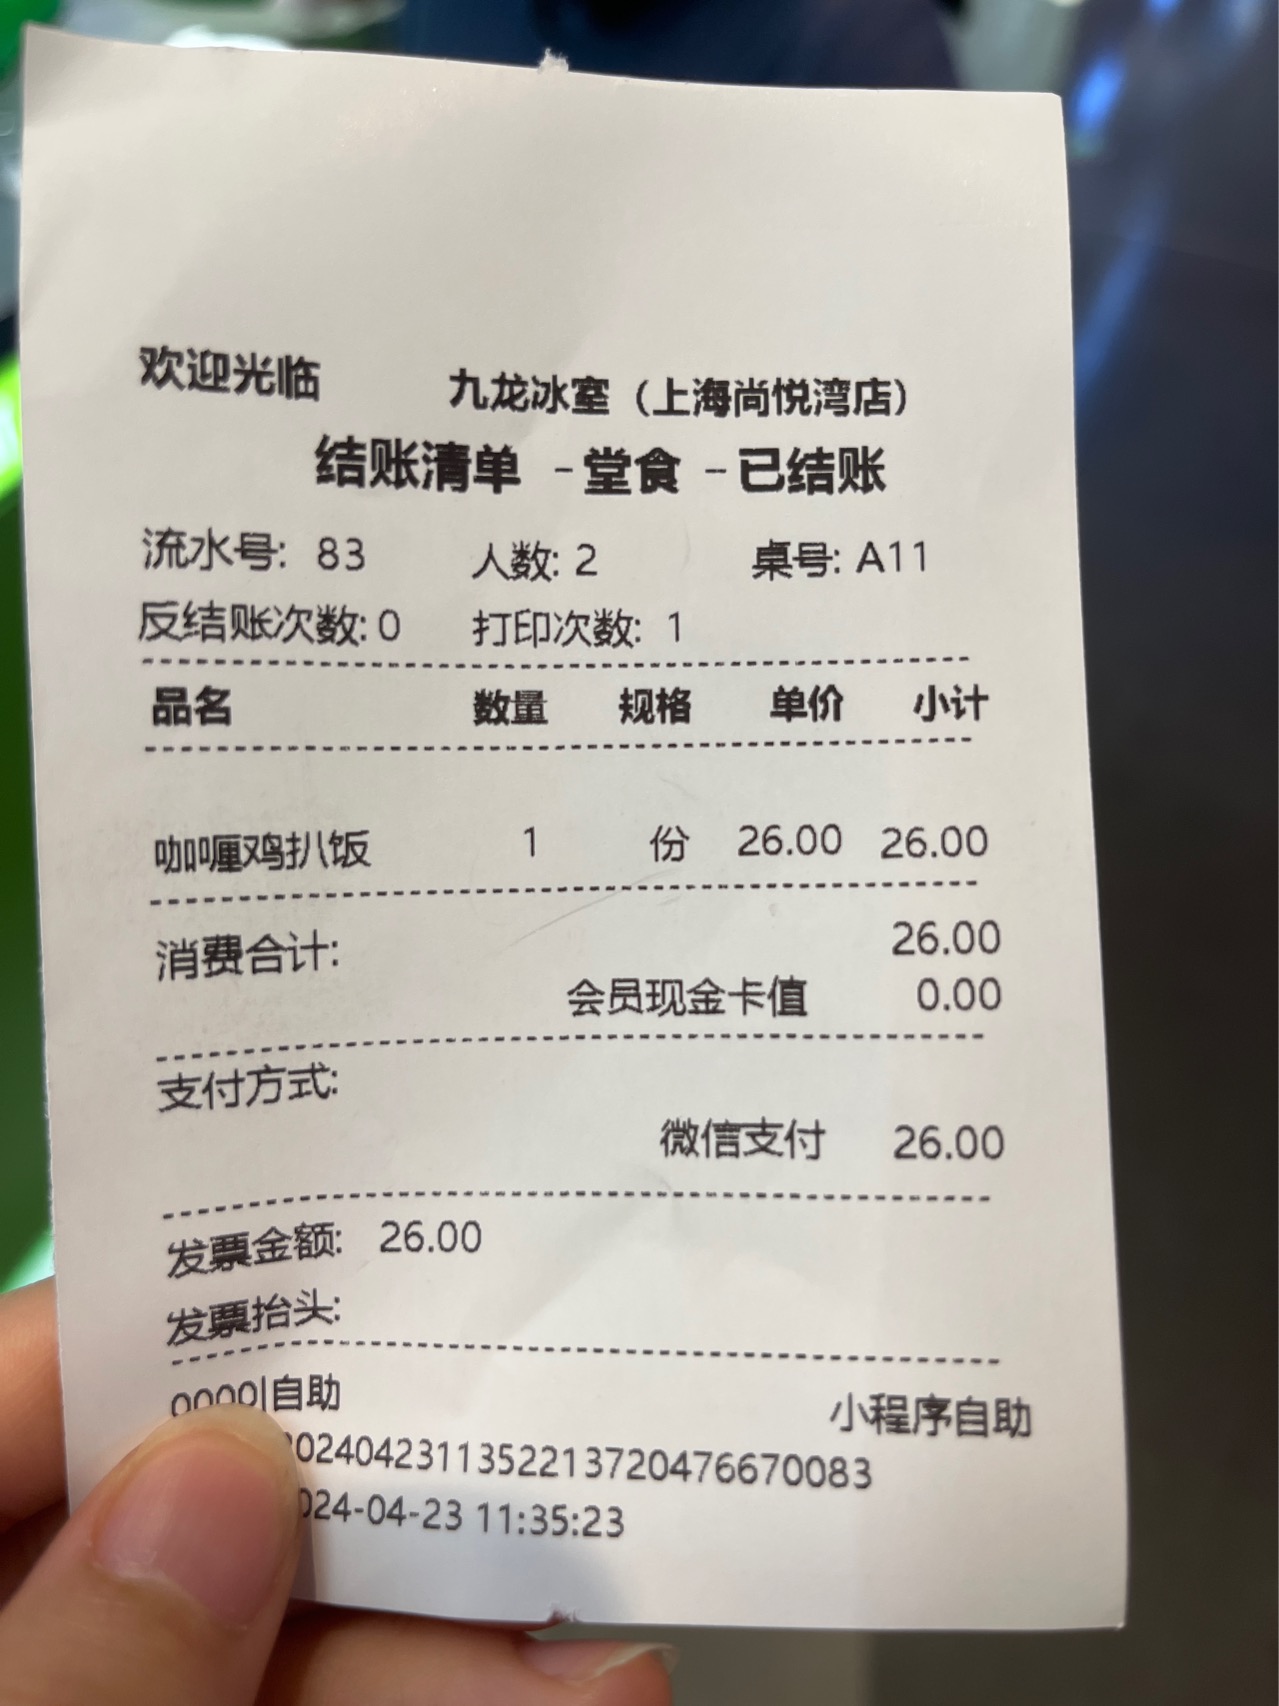 欢迎光临 九龙冰室（上海尚悦湾店）
结账清单 -堂食 -已结账
流水号: 83 人数: 2 桌号: A11
反结账次数: 0 打印次数: 1
品名 数量 规格 单价 小计
咖喱鸡扒饭 1 份 26.00 26.00
消费合计: 26.00
会员现金卡值 0.00
支付方式:
微信支付 26.00
发票金额: 26.00
发票抬头:
0000|自助 小程序自助
02404231135221372047667​0083
024-04-23 11:35:23